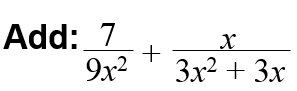 Add: 7/(9x²) + x/(3x² + 3x)